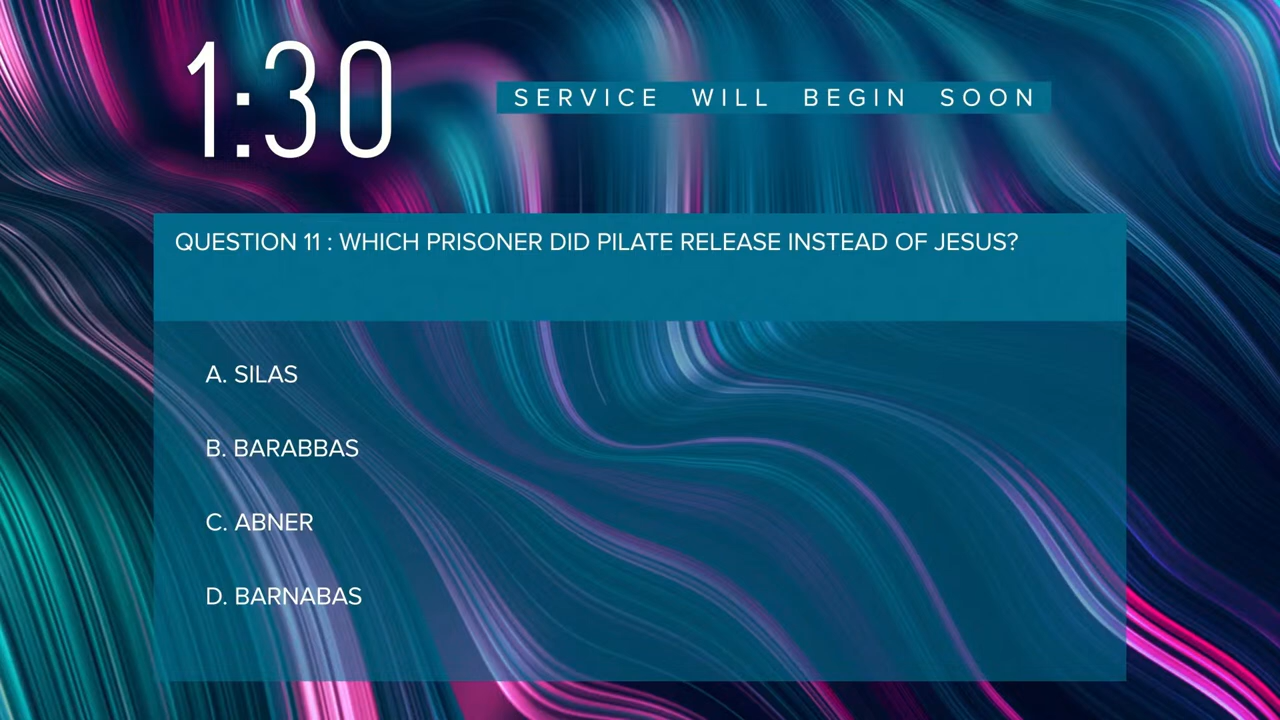 1:30
SERVICE WILL BEGIN SOON
QUESTION 11 : WHICH PRISONER DID PILATE RELEASE INSTEAD OF JESUS?
A. SILAS
B. BARABBAS
C. ABNER
D. BARNABAS